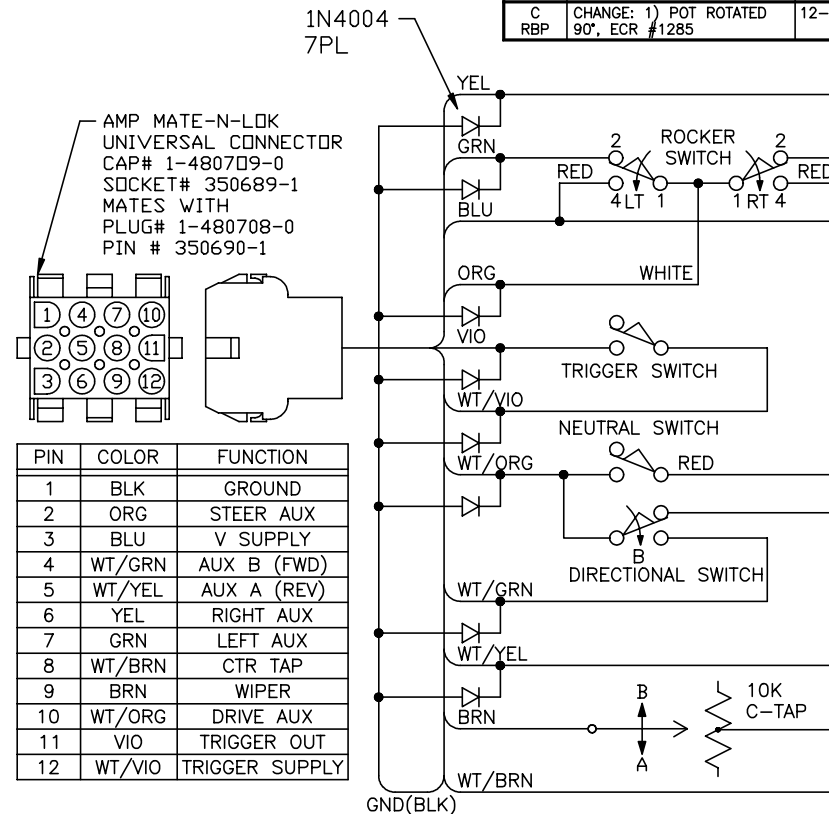 C
RBP
CHANGE: 1) POT ROTATED
90°, ECR #1285
12-
1N4004
7PL
AMP MATE-N-LOK
UNIVERSAL CONNECTOR
CAP# 1-480709-0
SOCKET# 350689-1
MATES WITH
PLUG# 1-480708-0
PIN # 350690-1
YEL
GRN
BLU
2
ROCKER
SWITCH
2
RED
4 LT 1
1 RT 4
RED
ORG
WHITE
VIO
TRIGGER SWITCH
WT/VIO
NEUTRAL SWITCH
WT/ORG
RED
B
DIRECTIONAL SWITCH
WT/GRN
WT/YEL
BRN
B
A
10K
C-TAP
WT/BRN
GND(BLK)
1 4 7 10
2 5 8 11
3 6 9 12
PIN COLOR FUNCTION
1 BLK GROUND
2 ORG STEER AUX
3 BLU V SUPPLY
4 WT/GRN AUX B (FWD)
5 WT/YEL AUX A (REV)
6 YEL RIGHT AUX
7 GRN LEFT AUX
8 WT/BRN CTR TAP
9 BRN WIPER
10 WT/ORG DRIVE AUX
11 VIO TRIGGER OUT
12 WT/VIO TRIGGER SUPPLY